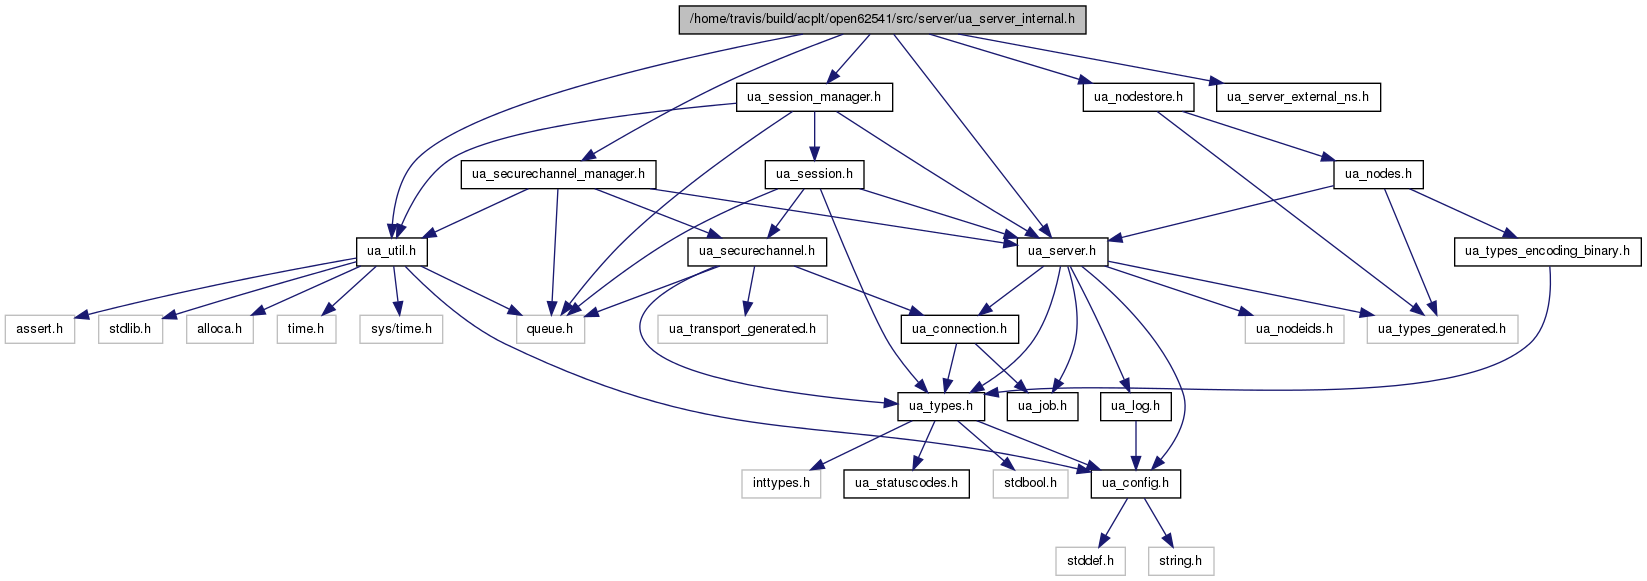 /home/travis/build/acplt/open62541/src/server/ua_server_internal.h
ua_session_manager.h
ua_nodestore.h
ua_server_external_ns.h
ua_securechannel_manager.h
ua_session.h
ua_nodes.h
ua_util.h
ua_securechannel.h
ua_server.h
ua_types_encoding_binary.h
assert.h
stdlib.h
alloca.h
time.h
sys/time.h
queue.h
ua_transport_generated.h
ua_connection.h
ua_nodeids.h
ua_types_generated.h
ua_types.h
ua_job.h
ua_log.h
inttypes.h
ua_statuscodes.h
stdbool.h
ua_config.h
stddef.h
string.h